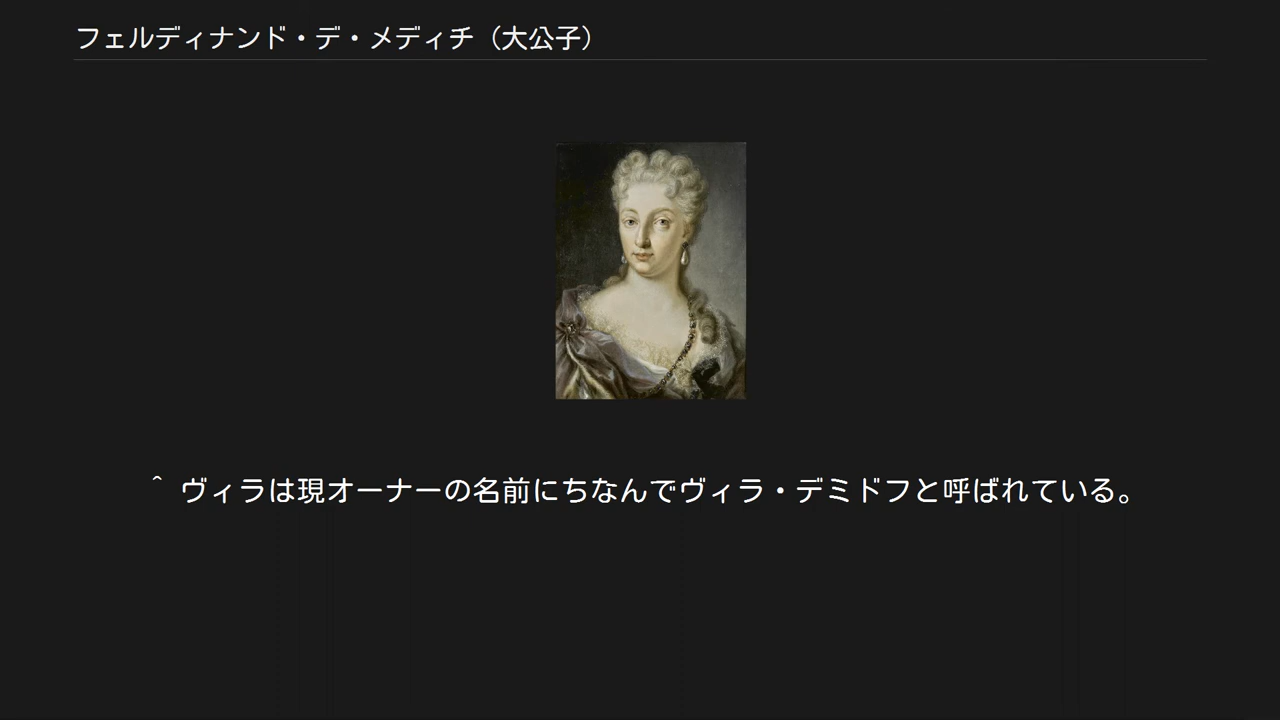 フェルディナンド・デ・メディチ（大公子）
^ ヴィラは現オーナーの名前にちなんでヴィラ・デミドフと呼ばれている。